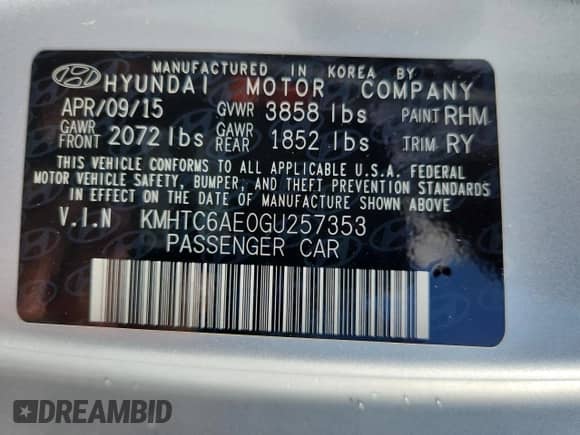 MANUFACTURED IN KOREA BY
HYUNDAI MOTOR COMPANY
APR/09/15 GVWR 3858 lbs PAINT RHM
GAWR FRONT 2072 lbs GAWR REAR 1852 lbs TRIM RY
THIS VEHICLE CONFORMS TO ALL APPLICABLE U.S.A. FEDERAL
MOTOR VEHICLE SAFETY, BUMPER, AND THEFT PREVENTION STANDARDS
IN EFFECT ON THE DATE OF MANUFACTURE SHOWN ABOVE.
V.I.N KMHTC6AE0GU257353
PASSENGER CAR
DREAMBID